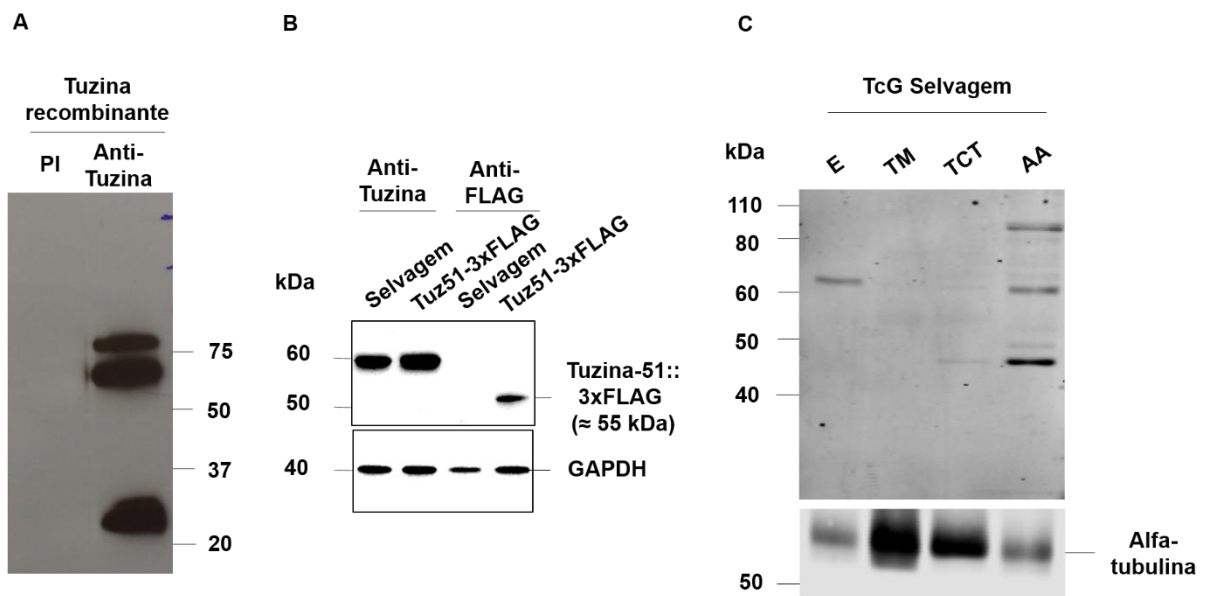 A
Tuzina
recombinante
PI
Anti-
Tuzina
75
50
37
20
B
Anti-
Tuzina
Anti-
FLAG
Selvagem
Tuz51-3xFLAG
Selvagem
Tuz51-3xFLAG
kDa
60
50
40
Tuzina-51::
3xFLAG
(≈ 55 kDa)
GAPDH
C
TcG Selvagem
kDa
E
TM
TCT
AA
110
80
60
50
40
50
Alfa-
tubulina